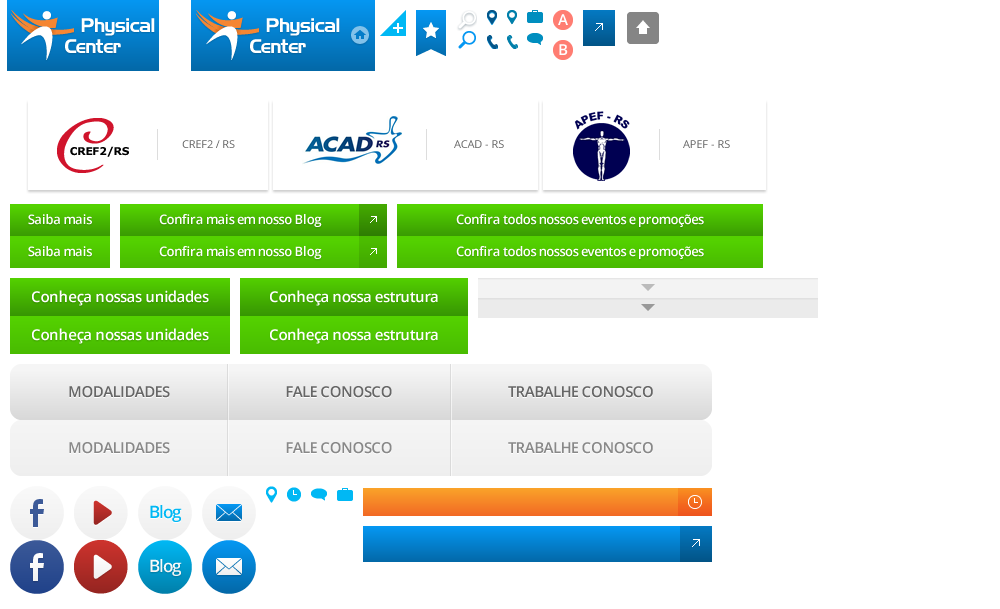 Physical
Center
Physical
Center
A
B
CREF2/RS
CREF2 / RS
ACAD RS
ACAD - RS
APEF - RS
APEF - RS
Saiba mais
Confira mais em nosso Blog
Confira todos nossos eventos e promoções
Saiba mais
Confira mais em nosso Blog
Confira todos nossos eventos e promoções
Conheça nossas unidades
Conheça nossa estrutura
Conheça nossas unidades
Conheça nossa estrutura
MODALIDADES
FALE CONOSCO
TRABALHE CONOSCO
MODALIDADES
FALE CONOSCO
TRABALHE CONOSCO
f
Blog
f
Blog